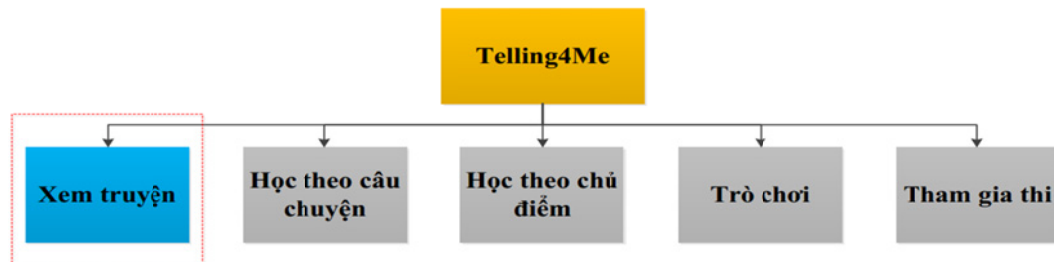 Telling4Me
Xem truyện
Học theo câu
chuyện
Học theo chủ
điểm
Trò chơi
Tham gia thi